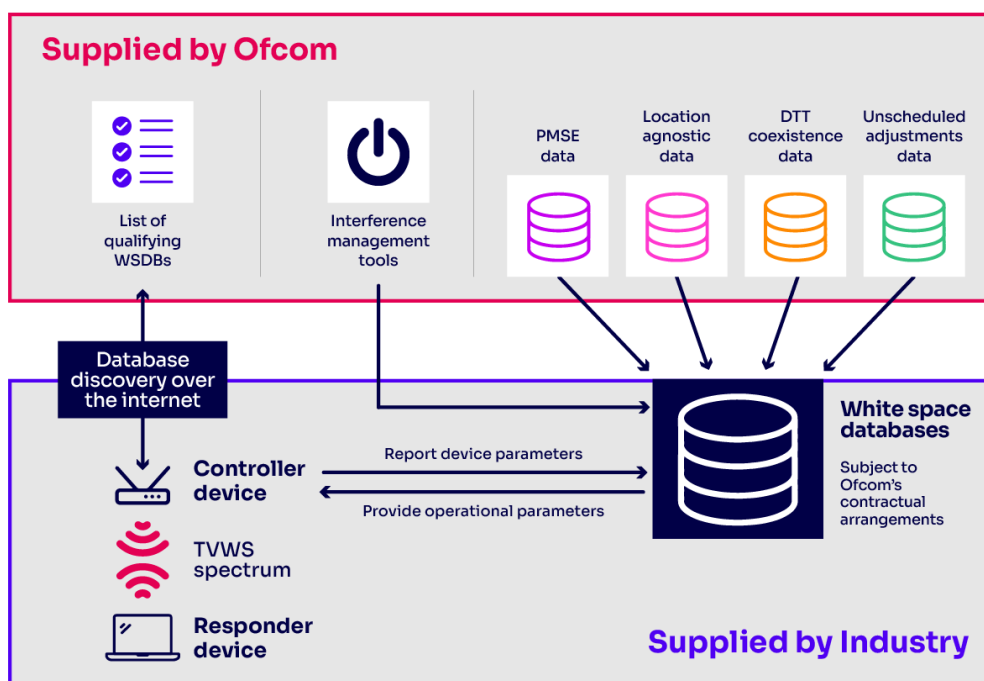 Supplied by Ofcom
List of
qualifying
WSDBs
Interference
management
tools
PMSE
data
Location
agnostic
data
DTT
coexistence
data
Unscheduled
adjustments
data
Database
discovery over
the internet
Controller
device
Report device parameters
Provide operational parameters
White space
databases
Subject to
Ofcom's
contractual
arrangements
TVWS
spectrum
Responder
device
Supplied by Industry